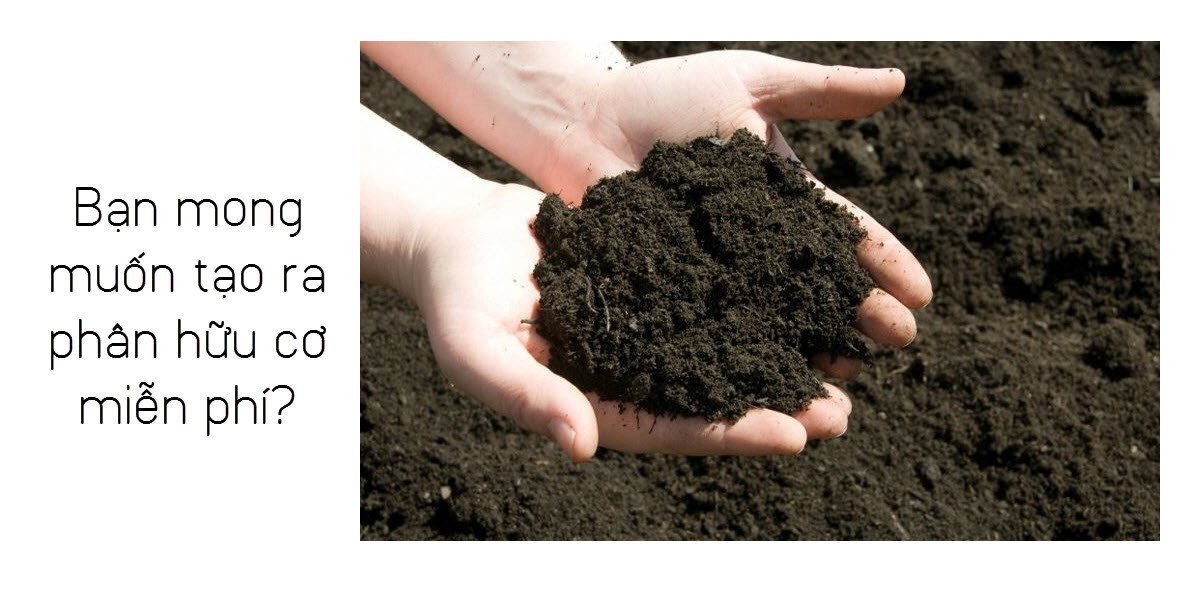 Bạn mong
muốn tạo ra
phân hữu cơ
miễn phí?